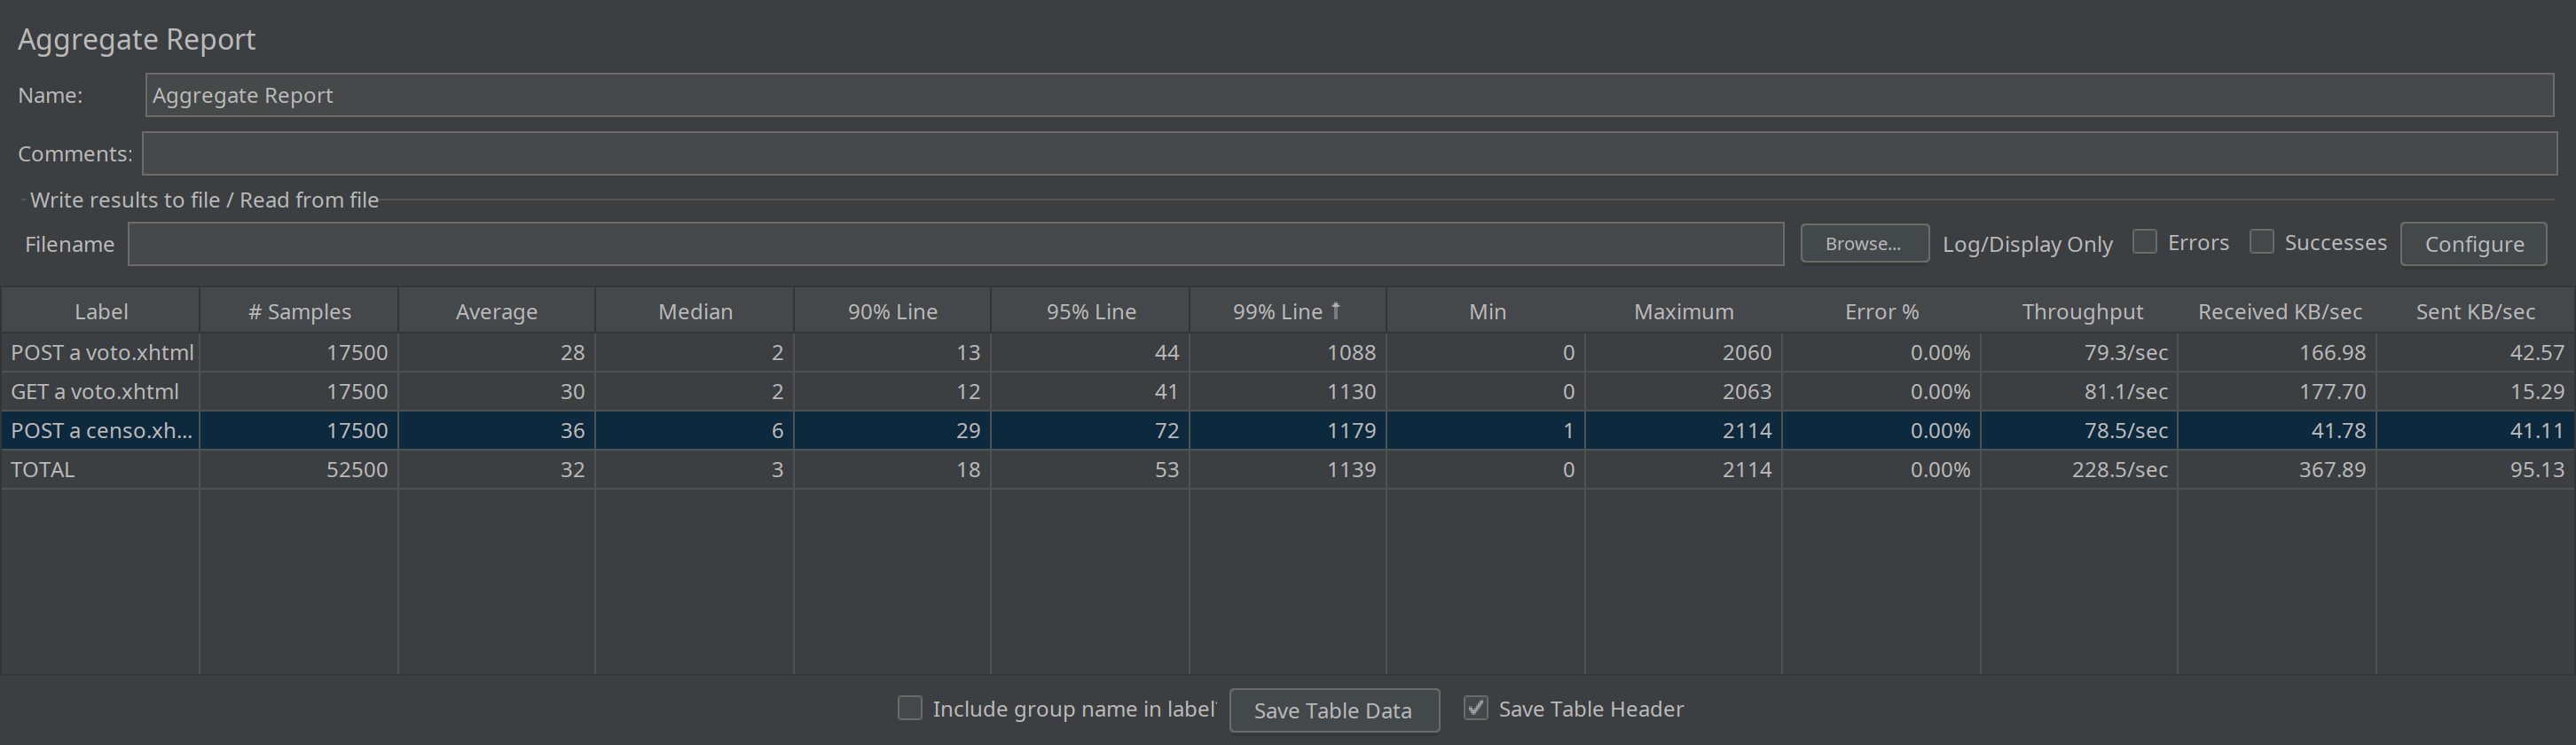 Aggregate Report
Name: Aggregate Report
Comments:
Write results to file / Read from file
Filename Browse... Log/Display Only Errors Successes Configure
Label # Samples Average Median 90% Line 95% Line 99% Line ↑ Min Maximum Error % Throughput Received KB/sec Sent KB/sec
POST a voto.xhtml 17500 28 2 13 44 1088 0 2060 0.00% 79.3/sec 166.98 42.57
GET a voto.xhtml 17500 30 2 12 41 1130 0 2063 0.00% 81.1/sec 177.70 15.29
POST a censo.xh... 17500 36 6 29 72 1179 1 2114 0.00% 78.5/sec 41.78 41.11
TOTAL 52500 32 3 18 53 1139 0 2114 0.00% 228.5/sec 367.89 95.13
Include group name in label Save Table Data Save Table Header